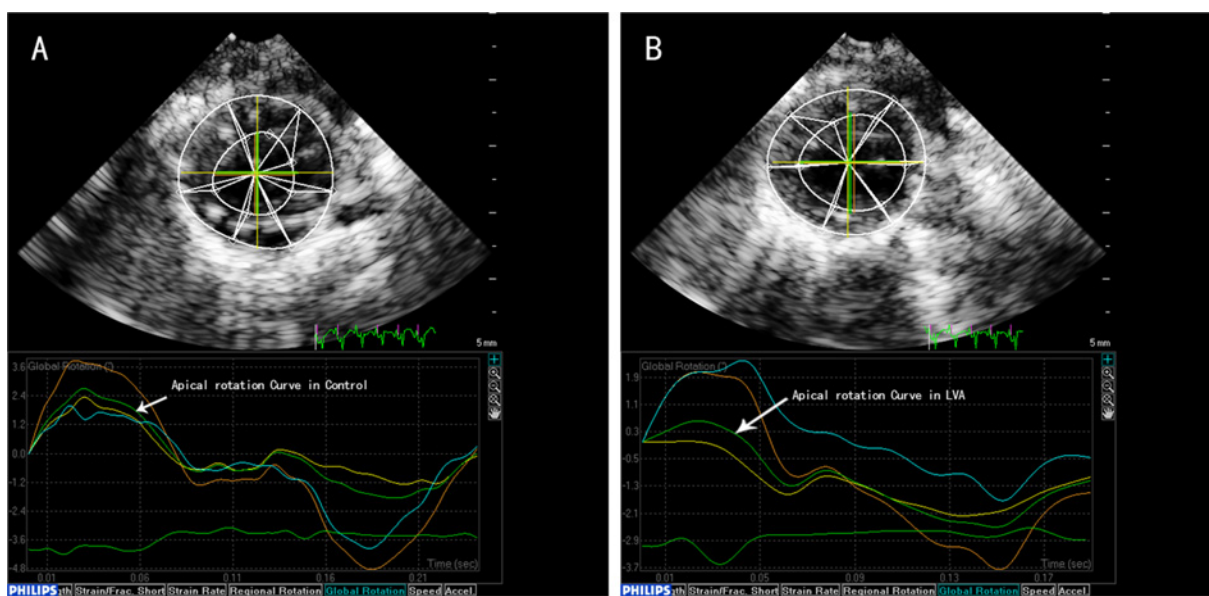 A
5 mm
Global Rotation (°)
3.6
2.4
1.2
0.0
-1.2
-3.6
-4.8
Apical rotation Curve in Control
Time (sec)
0.01
0.06
0.11
0.16
0.21
PHILIPS gth Strain/Frac. Short Strain Rate Regional Rotation Global Rotation Speed Accel.
B
5 mm
Global Rotation (°)
1.9
1.1
0.3
-0.5
-1.3
-2.1
-2.9
-3.7
Apical rotation Curve in LVA
Time (sec)
0.01
0.05
0.09
0.13
0.17
PHILIPS gth Strain/Frac. Short Strain Rate Regional Rotation Global Rotation Speed Accel.